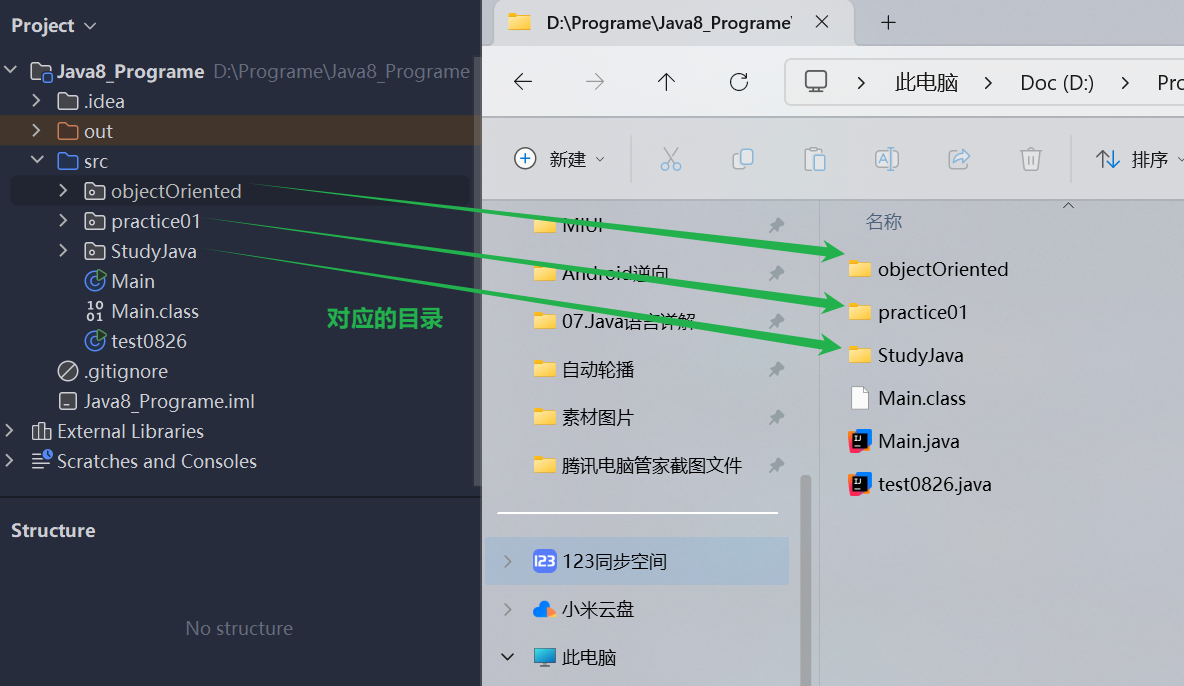 Project
Java8_Programe D:\Programe\Java8_Programe
.idea
out
src
objectOriented
practice01
StudyJava
Main
Main.class
test0826
.gitignore
Java8_Programe.iml
External Libraries
Scratches and Consoles
Structure
No structure
对应的目录
D:\Programe\Java8_Programe\
此电脑 Doc (D:) Pro
新建 排序
MIUI
Android逆向
07.Java语言详解
自动轮播
素材图片
腾讯电脑管家截图文件
123 123同步空间
小米云盘
此电脑
名称
objectOriented
practice01
StudyJava
Main.class
Main.java
test0826.java